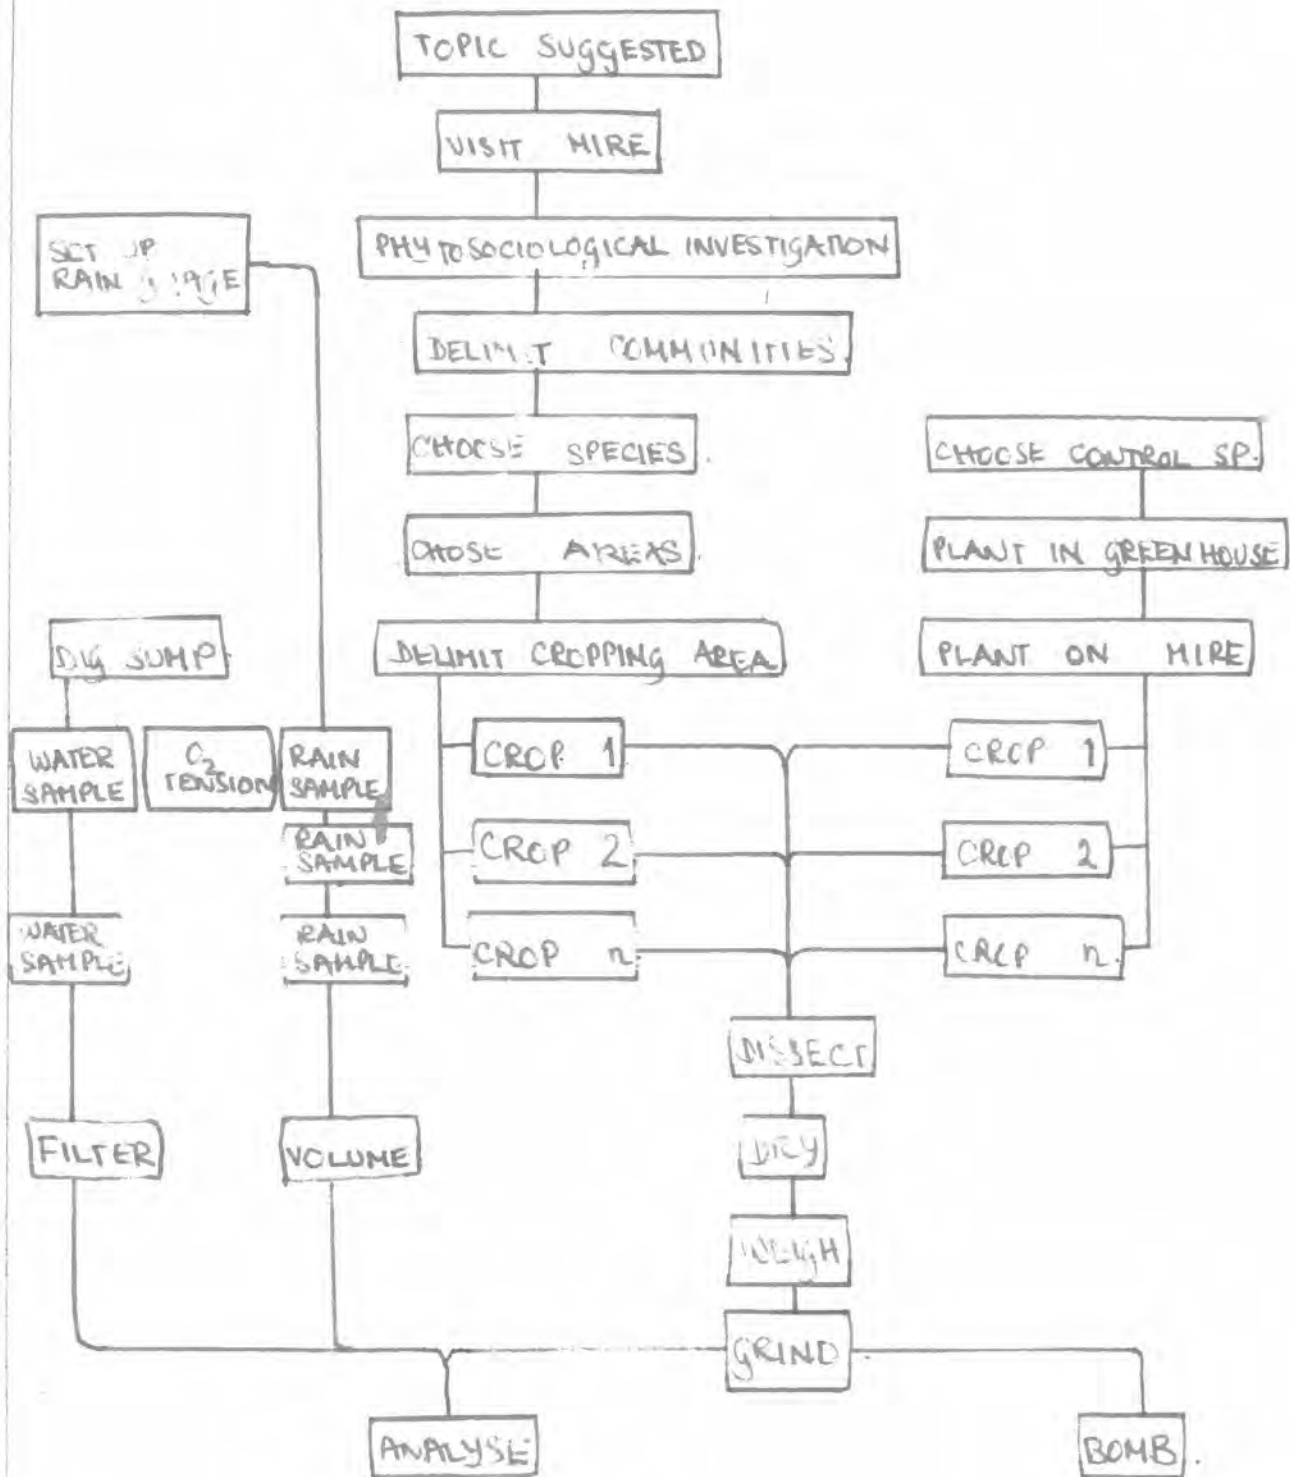 TOPIC SUGGESTED
VISIT MIRE
SET UP
RAIN
PHYTOSOCIOLOGICAL INVESTIGATION
DELIMIT COMMUNITIES.
CHOOSE SPECIES.
CHOOSE CONTROL SP.
CHOSE AREAS.
PLANT IN GREENHOUSE
DIG SUMP.
DELIMIT CROPPING AREA
PLANT ON MIRE
WATER
SAMPLE
O2
TENSION
RAIN
SAMPLE
CROP 1
CROP 1
RAIN
SAMPLE
CROP 2
CROP 2
WATER
SAMPLE
RAIN
SAMPLE
CROP n
CROP n.
DISSECT
FILTER
VOLUME
DRY
WEIGH
GRIND
ANALYSE
BOMB.